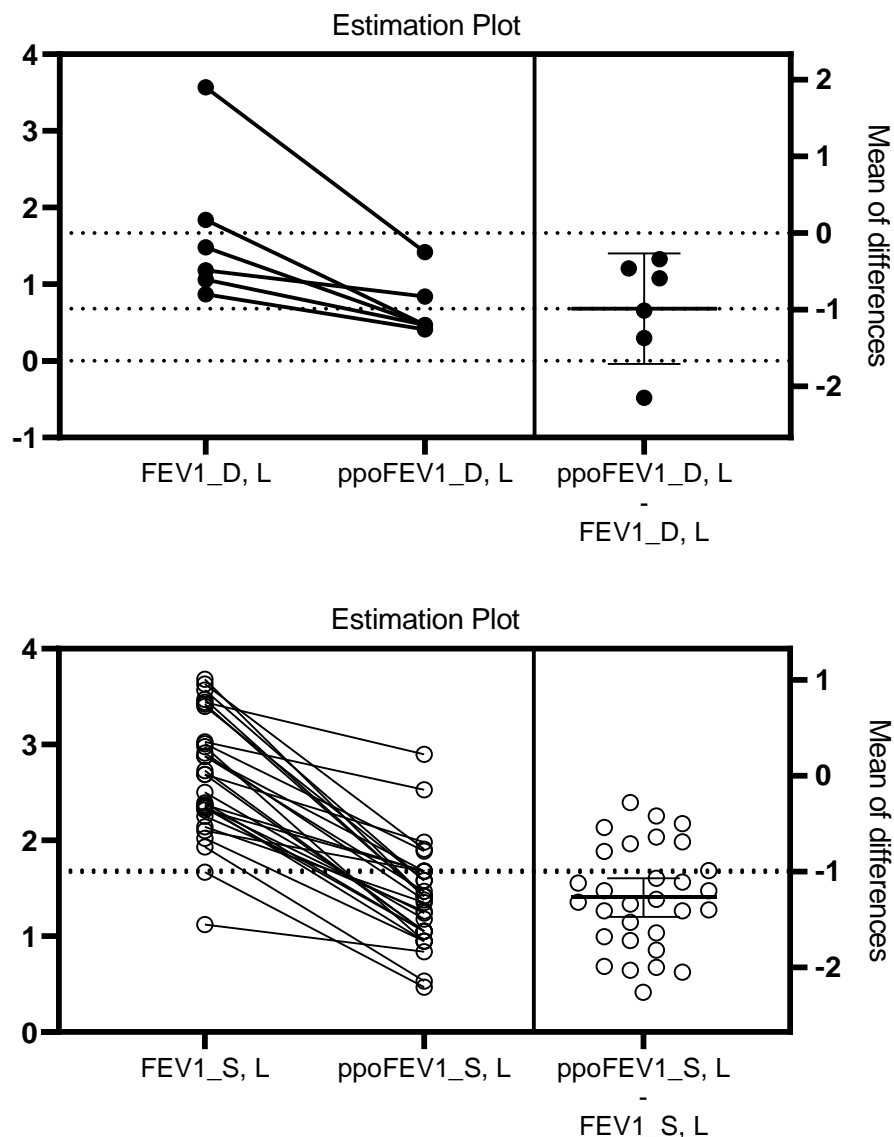 Estimation Plot
4
3
2
1
0
-1
2
1
0
-1
-2
Mean of differences
FEV1_D, L
ppoFEV1_D, L
ppoFEV1_D, L
-
FEV1_D, L
Estimation Plot
4
3
2
1
0
1
0
-1
-2
Mean of differences
FEV1_S, L
ppoFEV1_S, L
ppoFEV1_S, L
-
FEV1_S, L